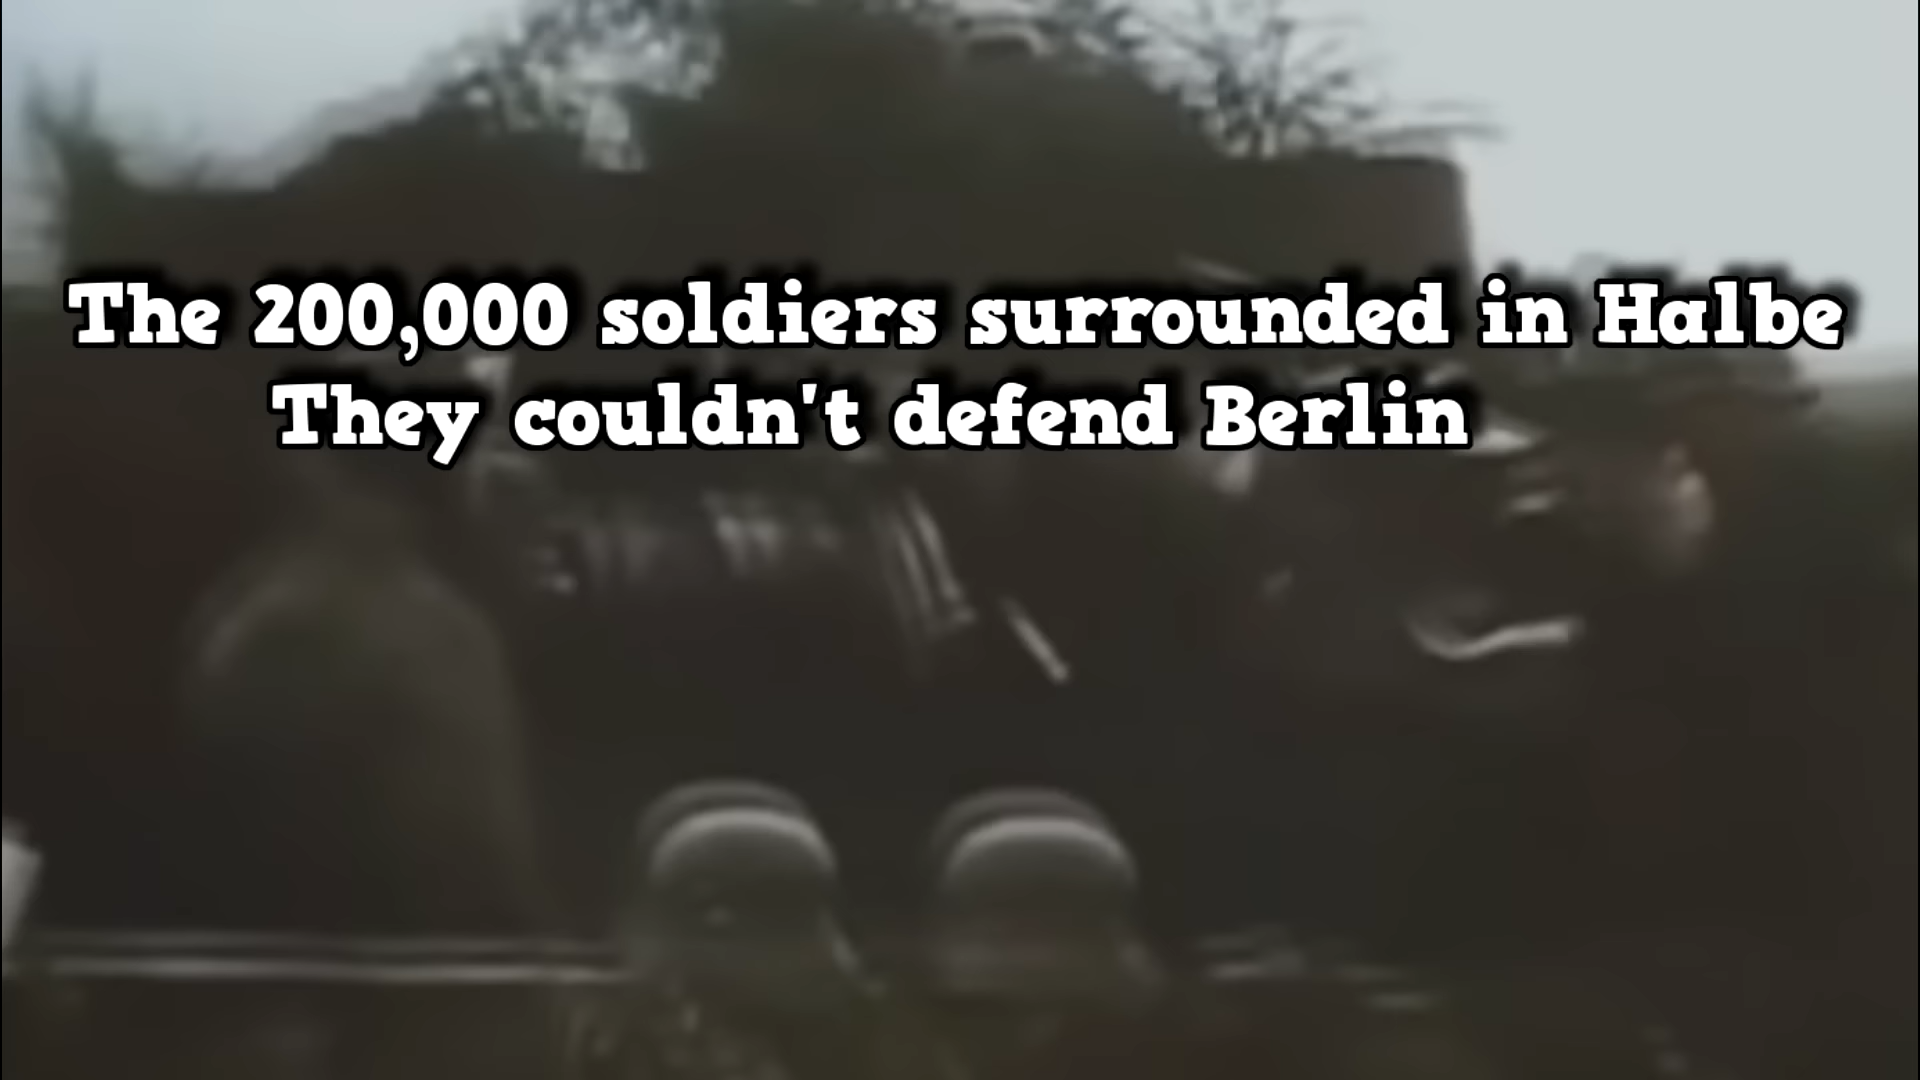 The 200,000 soldiers surrounded in Halbe
They couldn't defend Berlin